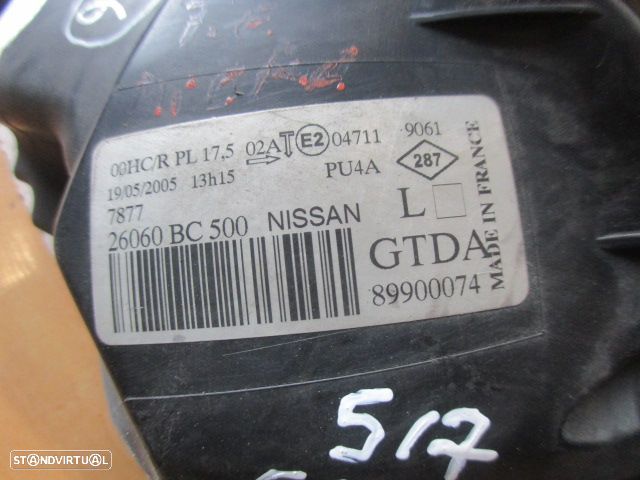 00HC/R PL 17,5 02A E2 04711 9061
19/05/2005 13h15 PU4A 287
7877
26060 BC 500 NISSAN L
GTDA
89900074
MADE IN FRANCE
517
STANDVIRTUAL